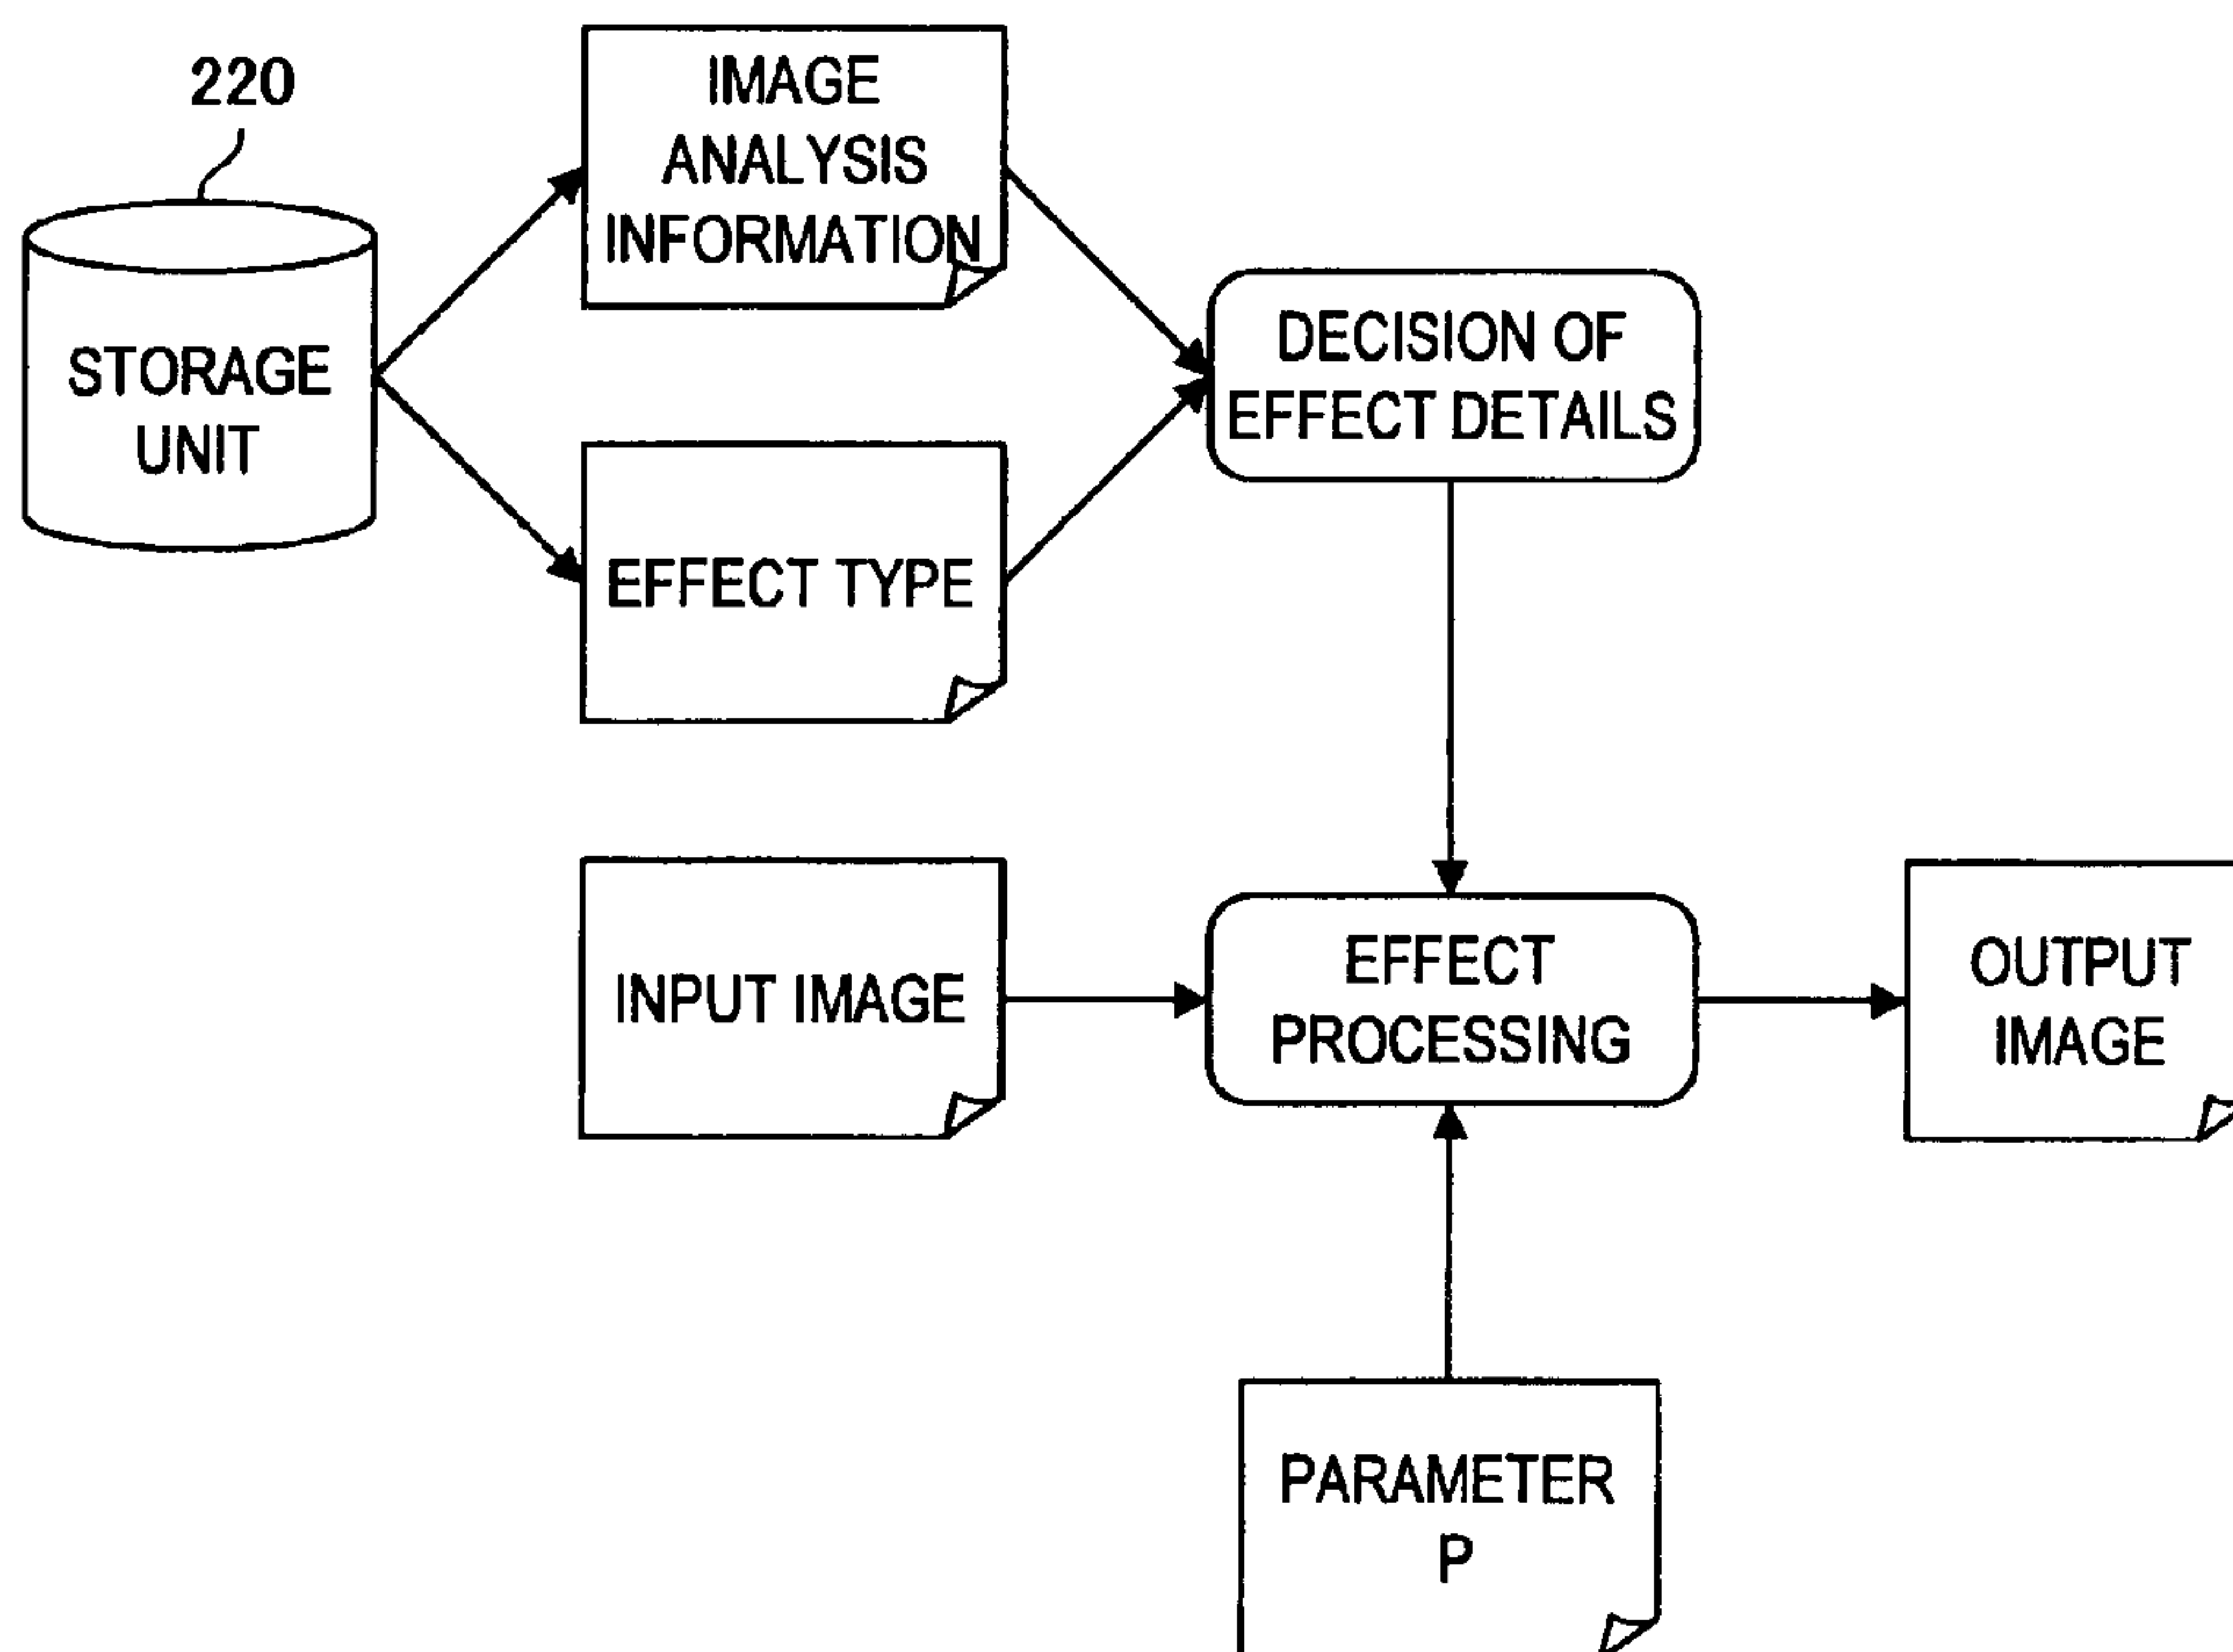 220
STORAGE
UNIT
IMAGE
ANALYSIS
INFORMATION
EFFECT TYPE
DECISION OF
EFFECT DETAILS
INPUT IMAGE
EFFECT
PROCESSING
OUTPUT
IMAGE
PARAMETER
P